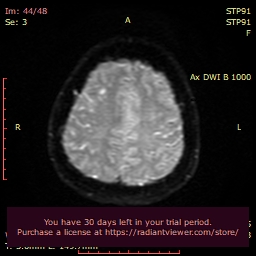 Im: 44/48
Se: 3
A
STP91
STP91
F
Ax DWI B 1000
R
L
You have 30 days left in your trial period.
Purchase a license at https://radiantviewer.com/store/